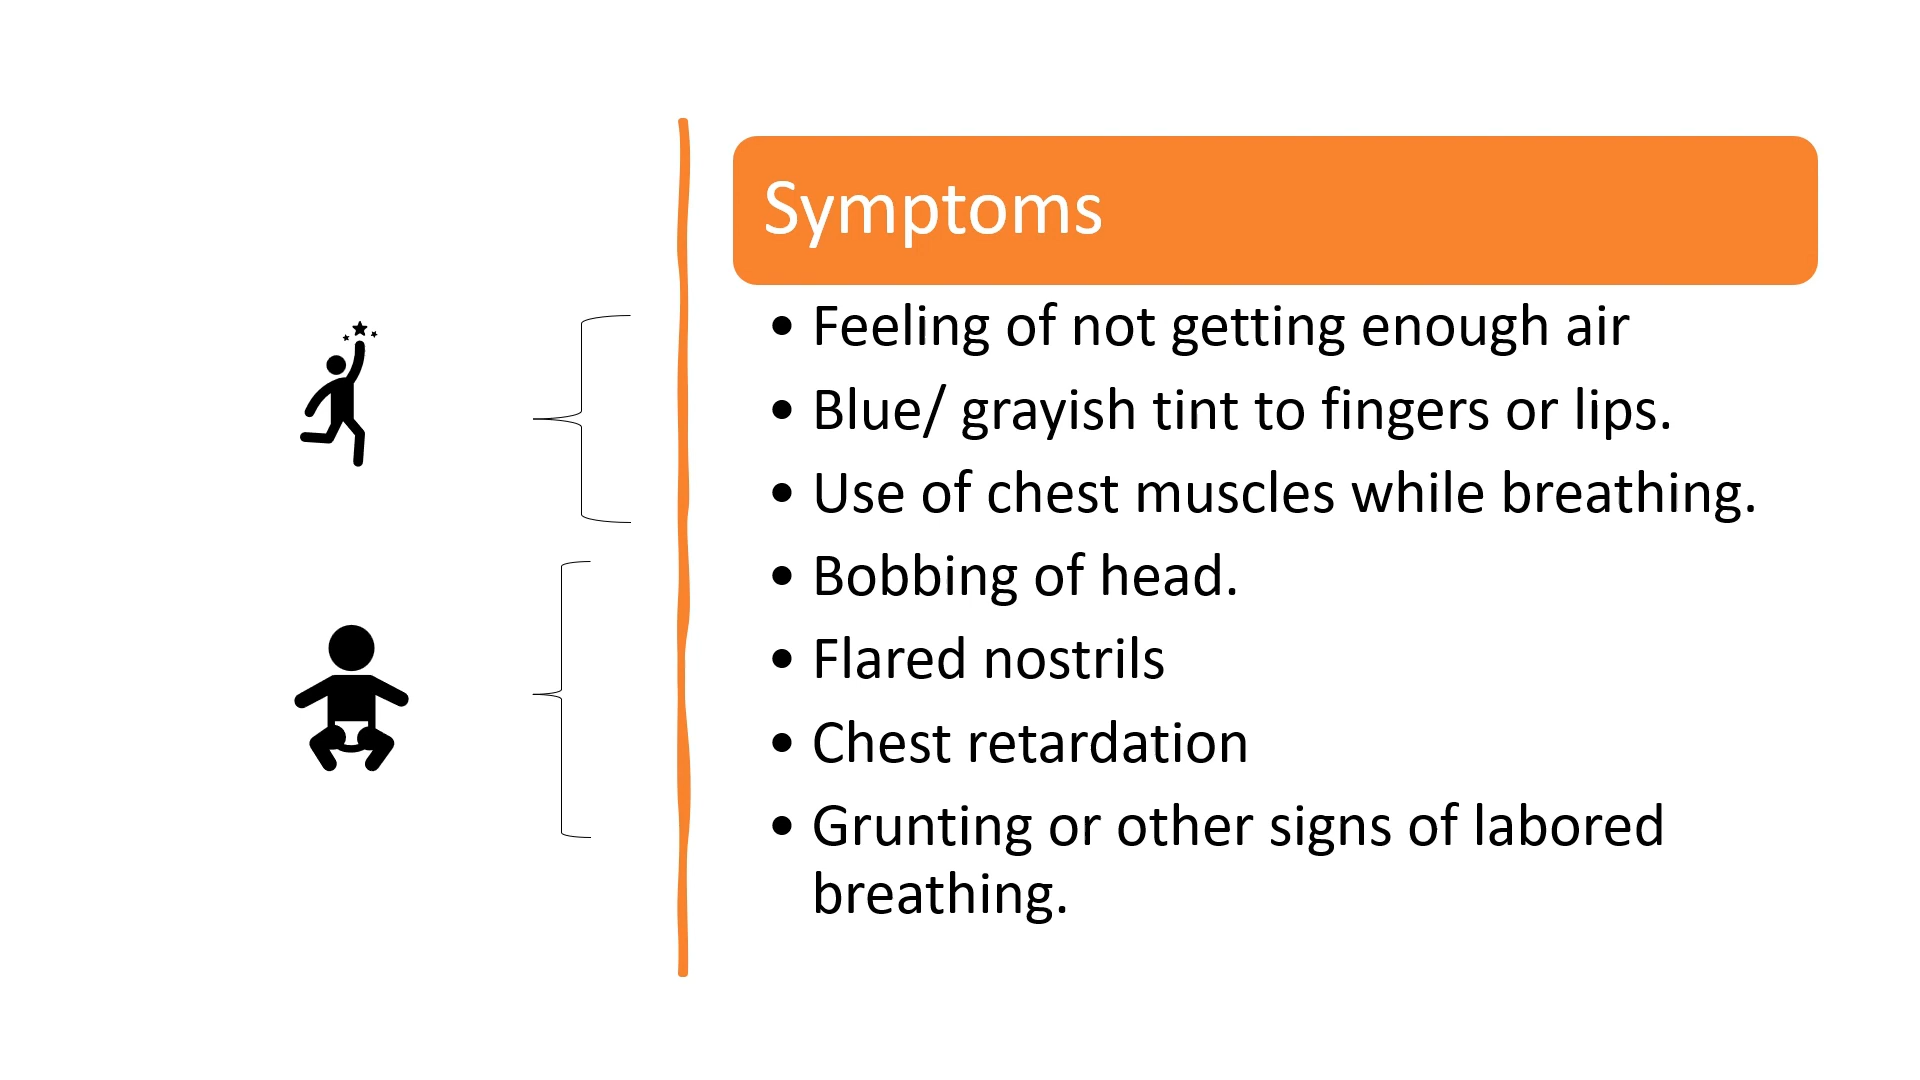 Symptoms
• Feeling of not getting enough air
• Blue/ grayish tint to fingers or lips.
• Use of chest muscles while breathing.
• Bobbing of head.
• Flared nostrils
• Chest retardation
• Grunting or other signs of labored
breathing.